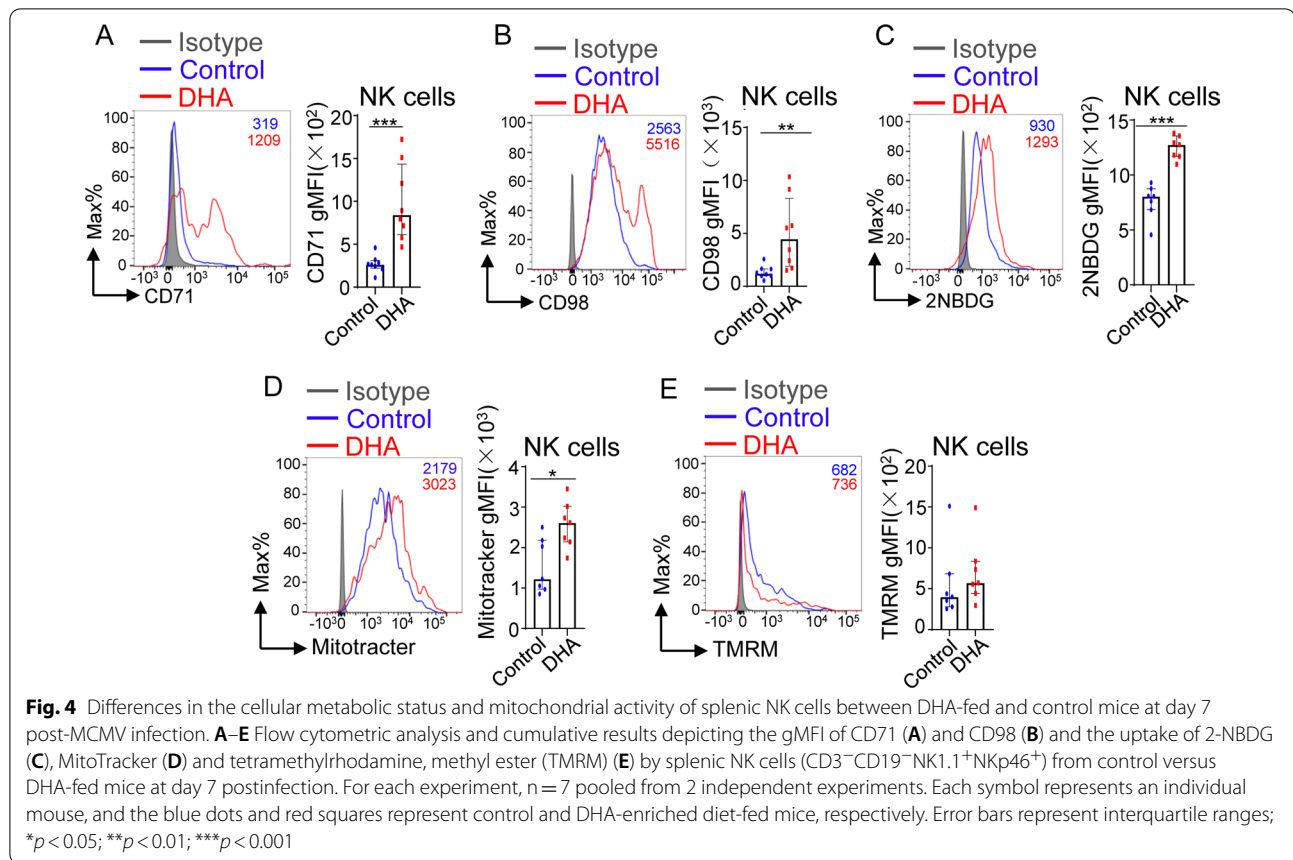 A
Isotype
Control
DHA
319
1209
100
80
60
40
20
0
Max%
-10³ 10³ 10⁴ 10⁵
CD71
NK cells
***
CD71 gMFI(×10²)
20
15
10
5
0
Control
DHA
B
Isotype
Control
DHA
2563
5516
100
80
60
40
20
0
Max%
-10³ 10³ 10⁴ 10⁵
CD98
NK cells
**
CD98 gMFI (×10³)
15
10
5
0
Control
DHA
C
Isotype
Control
DHA
930
1293
100
80
60
40
20
0
Max%
-10³ 10³ 10⁴ 10⁵
2NBDG
NK cells
***
2NBDG gMFI(×10²)
15
10
5
0
Control
DHA
D
Isotype
Control
DHA
2179
3023
100
80
60
40
20
0
Max%
-10³0 10³ 10⁴ 10⁵
Mitotracter
NK cells
*
Mitotracker gMFI(×10³)
4
3
2
1
0
Control
DHA
E
Isotype
Control
DHA
682
736
100
80
60
40
20
0
Max%
-10³ 10³ 10⁴ 10⁵
TMRM
NK cells
TMRM gMFI(×10²)
20
15
10
5
0
Control
DHA
Fig. 4 Differences in the cellular metabolic status and mitochondrial activity of splenic NK cells between DHA-fed and control mice at day 7
post-MCMV infection. A–E Flow cytometric analysis and cumulative results depicting the gMFI of CD71 (A) and CD98 (B) and the uptake of 2-NBDG
(C), MitoTracker (D) and tetramethylrhodamine, methyl ester (TMRM) (E) by splenic NK cells (CD3⁻CD19⁻NK1.1⁺NKp46⁺) from control versus
DHA-fed mice at day 7 postinfection. For each experiment, n = 7 pooled from 2 independent experiments. Each symbol represents an individual
mouse, and the blue dots and red squares represent control and DHA-enriched diet-fed mice, respectively. Error bars represent interquartile ranges;
*p < 0.05; **p < 0.01; ***p < 0.001